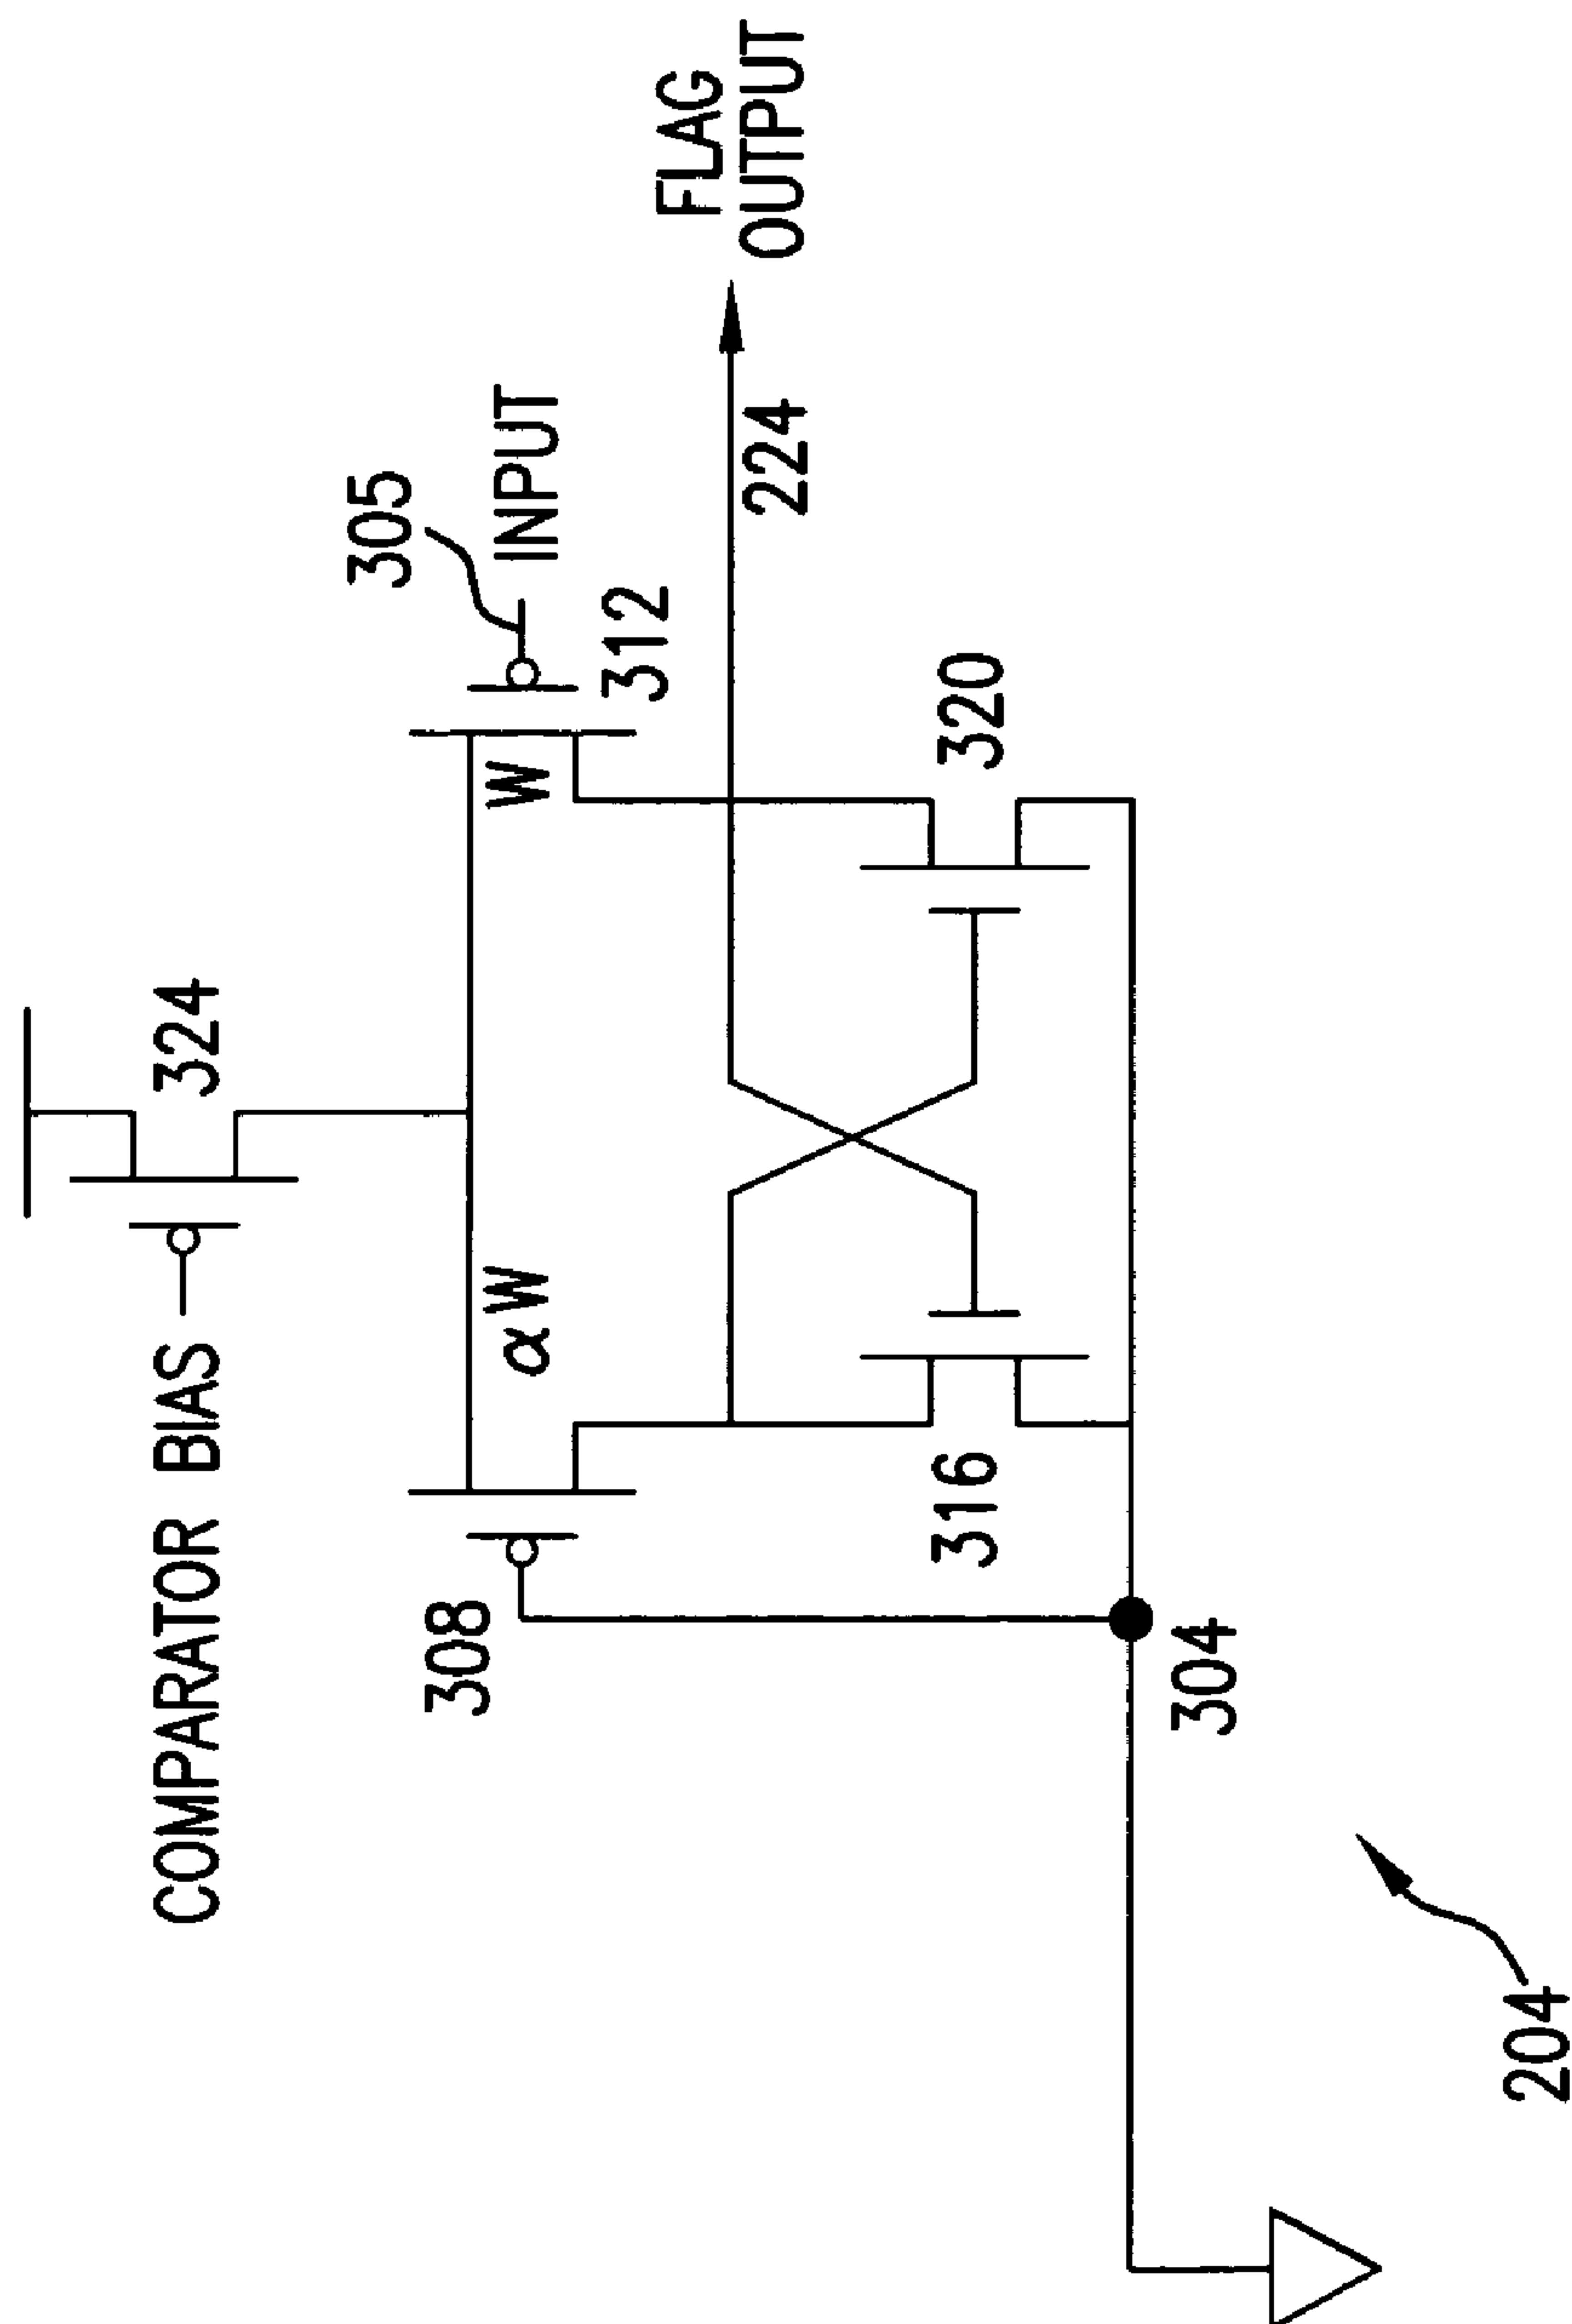 324
COMPARATOR BIAS
305
INPUT
308
αW
W
312
FLAG
OUTPUT
224
316
320
304
204